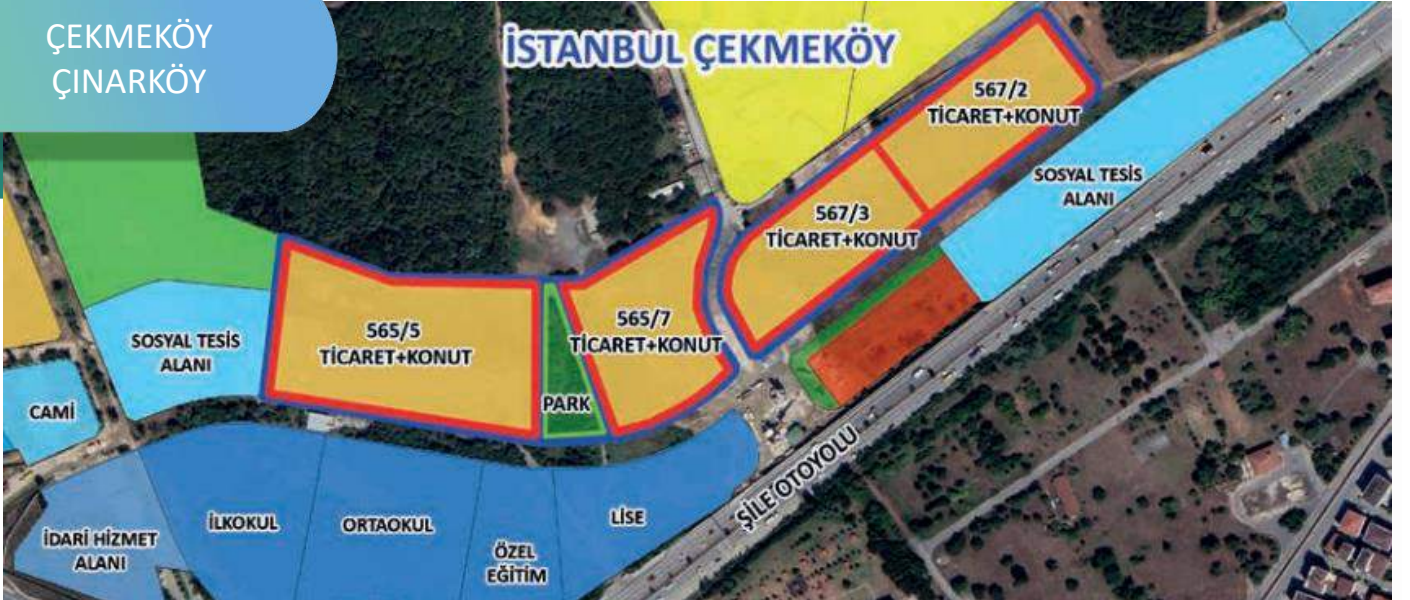 ÇEKMEKÖY
ÇINARKÖY
İSTANBUL ÇEKMEKÖY
567/2
TİCARET+KONUT
SOSYAL TESİS
ALANI
567/3
TİCARET+KONUT
565/5
TİCARET+KONUT
565/7
TİCARET+KONUT
SOSYAL TESİS
ALANI
PARK
CAMİ
ŞİLE OTOYOLU
İDARİ HİZMET
ALANI
İLKOKUL
ORTAOKUL
ÖZEL
EĞİTİM
LİSE